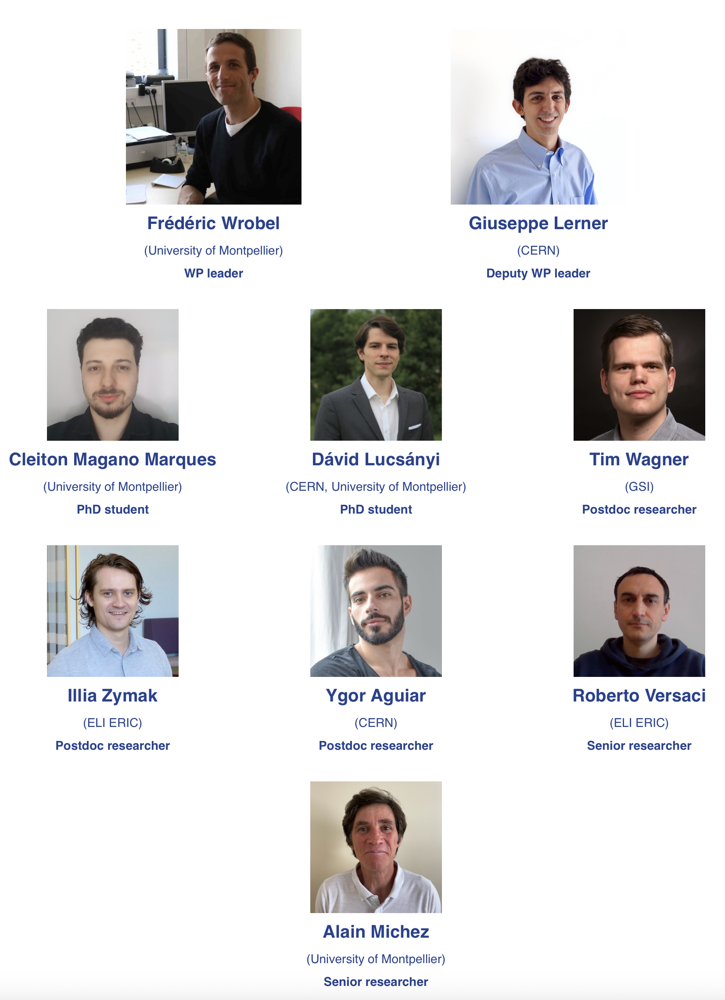 Frédéric Wrobel
(University of Montpellier)
WP leader
Giuseppe Lerner
(CERN)
Deputy WP leader
Cleiton Magano Marques
(University of Montpellier)
PhD student
Dávid Lucsányi
(CERN, University of Montpellier)
PhD student
Tim Wagner
(GSI)
Postdoc researcher
Illia Zymak
(ELI ERIC)
Postdoc researcher
Ygor Aguiar
(CERN)
Postdoc researcher
Roberto Versaci
(ELI ERIC)
Senior researcher
Alain Michez
(University of Montpellier)
Senior researcher